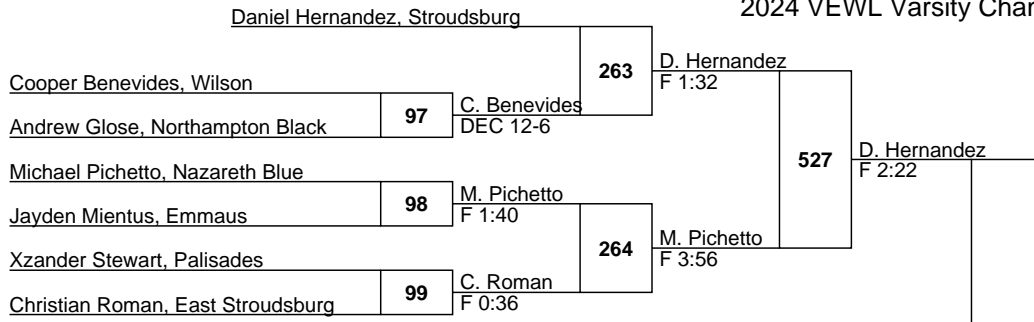 2024 VEWL Varsity Char
Daniel Hernandez, Stroudsburg
263
D. Hernandez
F 1:32
Cooper Benevides, Wilson
97
C. Benevides
DEC 12-6
Andrew Glose, Northampton Black
527
D. Hernandez
F 2:22
Michael Pichetto, Nazareth Blue
98
M. Pichetto
F 1:40
Jayden Mientus, Emmaus
264
M. Pichetto
F 3:56
Xzander Stewart, Palisades
99
C. Roman
F 0:36
Christian Roman, East Stroudsburg